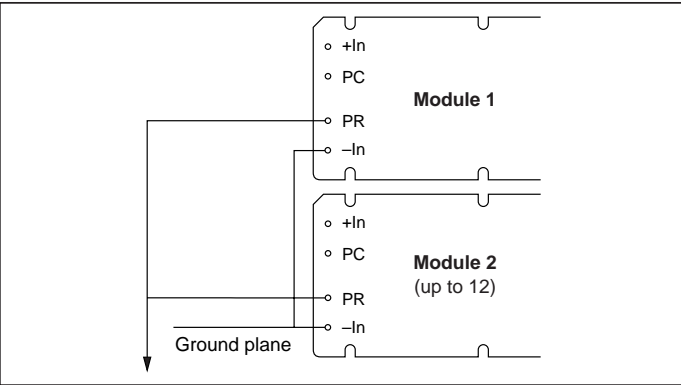 +In
PC
Module 1
PR
–In
+In
PC
Module 2
(up to 12)
PR
–In
Ground plane